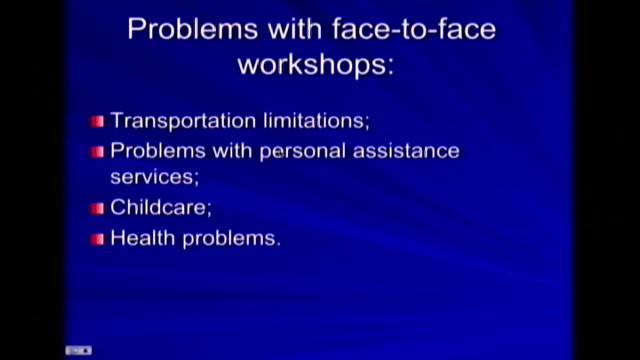 Problems with face-to-face
workshops:
Transportation limitations;
Problems with personal assistance
services;
Childcare;
Health problems.